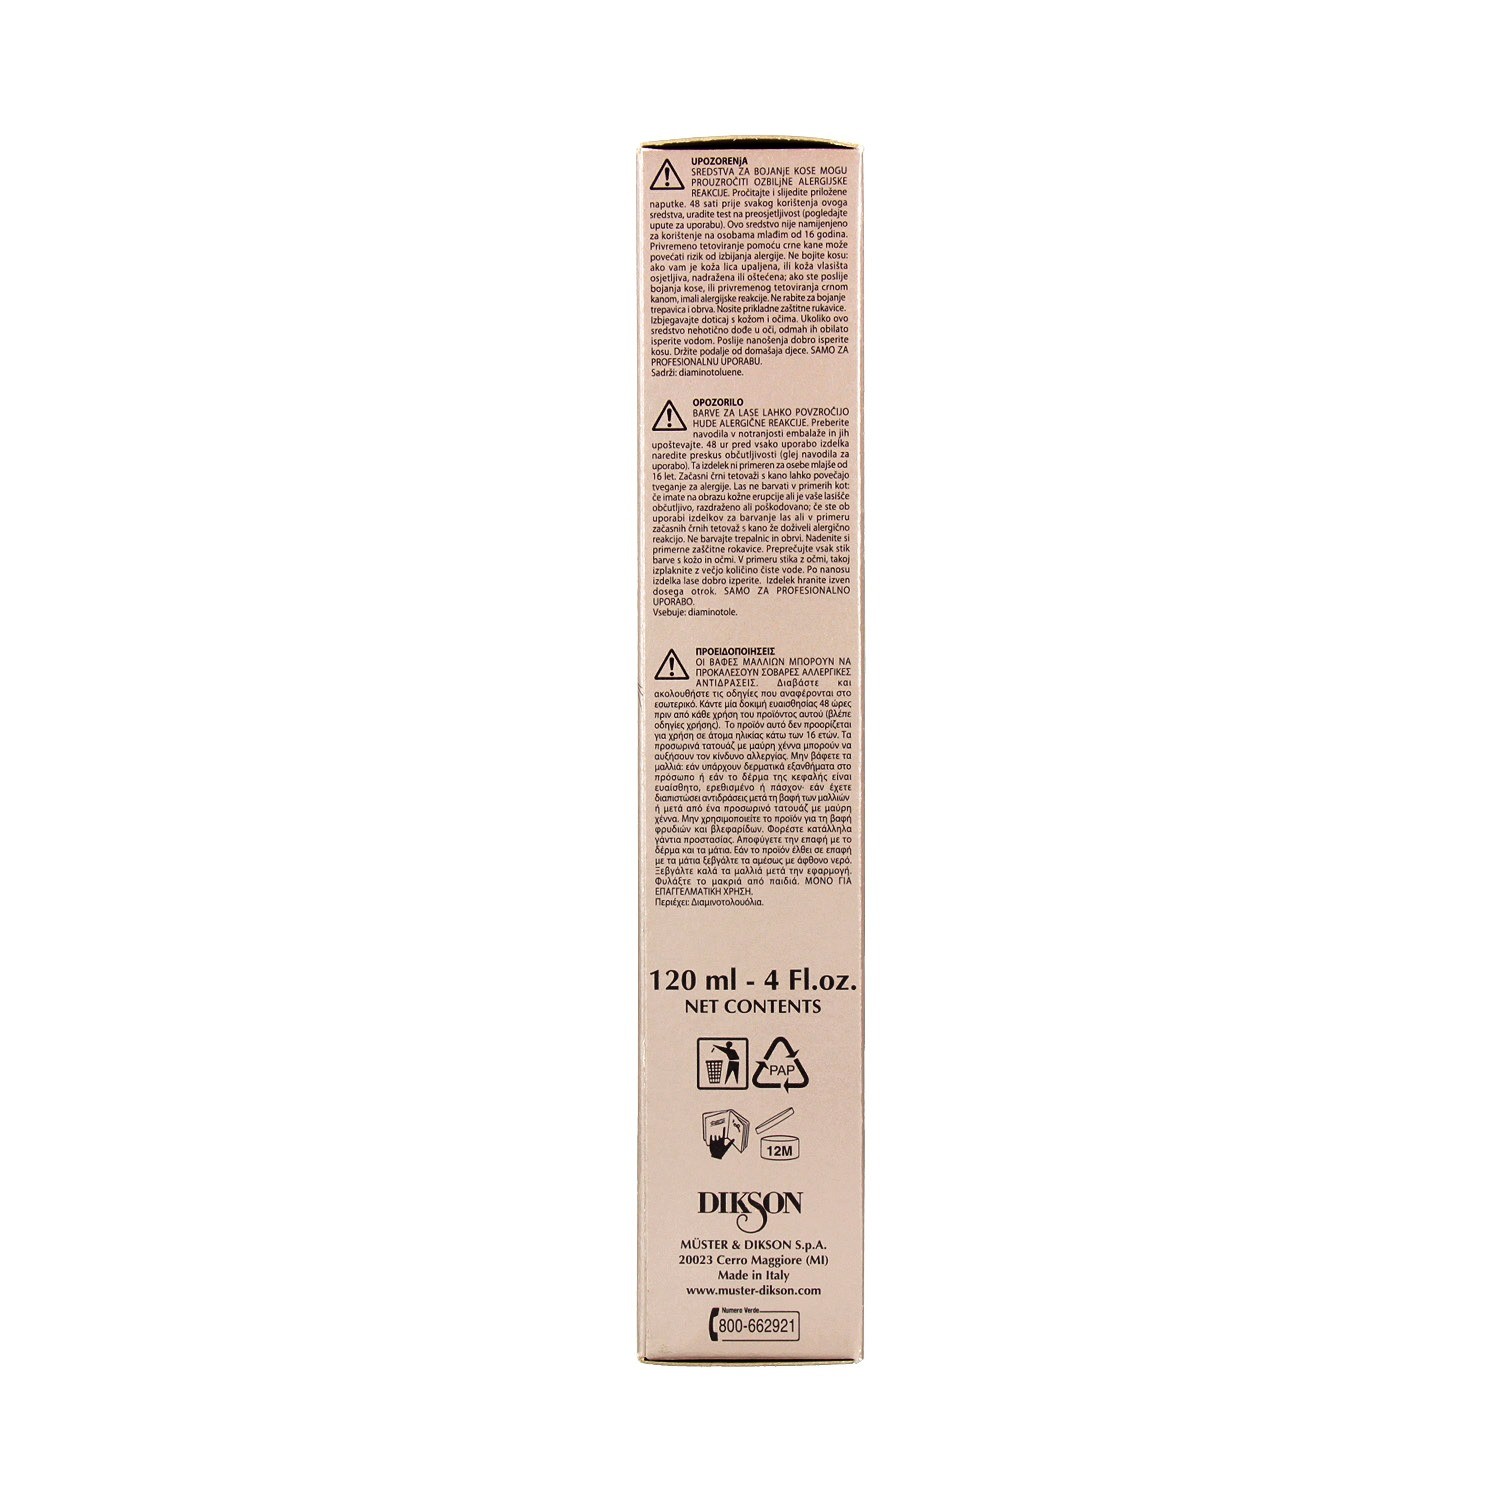 UPOZORENjA
SREDSTVA ZA BOJANjE KOSE MOGU
PROUZROČITI OZBILjNE ALERGIJSKE
REAKCIJE. Pročitajte i slijedite priložene
naputke. 48 sati prije svakog korištenja ovoga
sredstva, uradite test na preosjetljivost (pogledajte
upute za uporabu). Ovo sredstvo nije namijenjeno
za korištenje na osobama mlađim od 16 godina.
Privremeno tetoviranje pomoću crne kane može
povećati rizik od izbijanja alergije. Ne bojite kosu:
ako vam je koža lica upaljena, ili koža vlasišta
osjetljiva, nadražena ili oštećena; ako ste poslije
bojanja kose, ili privremenog tetoviranja crnom
kanom, imali alergijske reakcije. Ne rabite za bojanje
trepavica i obrva. Nosite prikladne zaštitne rukavice.
Izbjegavajte doticaj s kožom i očima. Ukoliko ovo
sredstvo nehotično dođe u oči, odmah ih obilato
isperite vodom. Poslije nanošenja dobro isperite
kosu. Držite podalje od domašaja djece. SAMO ZA
PROFESIONALNU UPORABU.
Sadrži: diaminotoluene.
OPOZORILO
BARVE ZA LASE LAHKO POVZROČIJO
HUDE ALERGIČNE REAKCIJE. Preberite
navodila v notranjosti embalaže in jih
upoštevajte. 48 ur pred vsako uporabo izdelka
naredite preskus občutljivosti (glej navodila za
uporabo). Ta izdelek ni primeren za osebe mlajše od
16 let. Začasni črni tetovaži s kano lahko povečajo
tveganje za alergije. Las ne barvati v primerih kot:
če imate na obrazu kožne erupcije ali je vaše lasišče
občutljivo, razdraženo ali poškodovano; če ste ob
uporabi izdelkov za barvanje las ali v primeru
začasnih črnih tetovaž s kano že doživeli alergično
reakcijo. Ne barvajte trepalnic in obrvi. Nadenite si
primerne zaščitne rokavice. Preprečujte vsak stik
barve s kožo in očmi. V primeru stika z očmi, takoj
izplaknite z večjo količino čiste vode. Po nanosu
izdelka lase dobro izperite. Izdelek hranite izven
dosega otrok. SAMO ZA PROFESIONALNO
UPORABO.
Vsebuje: diaminotole.
ΠΡΟΕΙΔΟΠΟΙΗΣΕΙΣ
ΟΙ ΒΑΦΕΣ ΜΑΛΛΙΩΝ ΜΠΟΡΟΥΝ ΝΑ
ΠΡΟΚΑΛΕΣΟΥΝ ΣΟΒΑΡΕΣ ΑΛΛΕΡΓΙΚΕΣ
ΑΝΤΙΔΡΑΣΕΙΣ. Διαβάστε και
ακολουθήστε τις οδηγίες που αναφέρονται στο
εσωτερικό. Κάντε μία δοκιμή ευαισθησίας 48 ώρες
πριν από κάθε χρήση του προϊόντος αυτού (βλέπε
οδηγίες χρήσης). Το προϊόν αυτό δεν προορίζεται
για χρήση σε άτομα ηλικίας κάτω των 16 ετών. Τα
προσωρινά τατουάζ με μαύρη χέννα μπορούν να
αυξήσουν τον κίνδυνο αλλεργίας. Μην βάφετε τα
μαλλιά: εάν υπάρχουν δερματικά εξανθήματα στο
πρόσωπο ή εάν το δέρμα της κεφαλής είναι
ευαίσθητο, ερεθισμένο ή πάσχον· εάν έχετε
διαπιστώσει αντιδράσεις μετά τη βαφή των μαλλιών
ή μετά από ένα προσωρινό τατουάζ με μαύρη
χέννα. Μην χρησιμοποιείτε το προϊόν για τη βαφή
φρυδιών και βλεφαρίδων. Φορέστε κατάλληλα
γάντια προστασίας. Αποφύγετε την επαφή με το
δέρμα και τα μάτια. Εάν το προϊόν έλθει σε επαφή
με τα μάτια ξεβγάλτε τα αμέσως με άφθονο νερό.
Ξεβγάλτε καλά τα μαλλιά μετά την εφαρμογή.
Φυλάξτε το μακριά από παιδιά. ΜΟΝΟ ΓΙΑ
ΕΠΑΓΓΕΛΜΑΤΙΚΗ ΧΡΗΣΗ.
Περιέχει: Διαμινοτολουόλια.
120 ml - 4 Fl.oz.
NET CONTENTS
PAP
12M
DIKSON
MÜSTER & DIKSON S.p.A.
20023 Cerro Maggiore (MI)
Made in Italy
www.muster-dikson.com
Numero Verde
800-662921